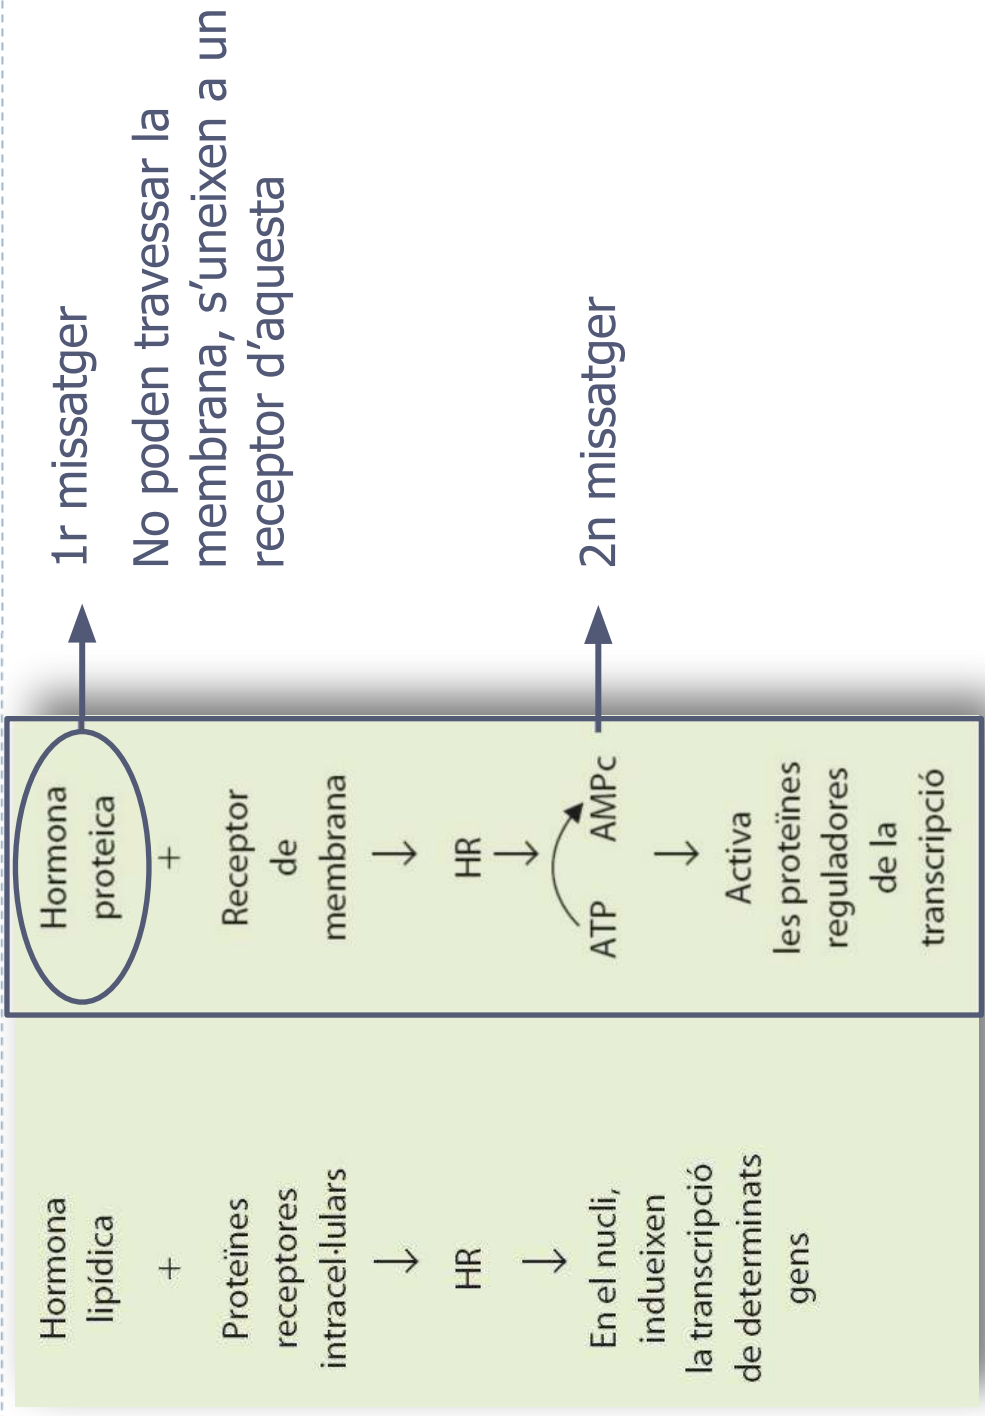 Hormona
lipídica
+
Proteïnes
receptores
intracel·lulars
↓
HR
↓
En el nucli,
indueixen
la transcripció
de determinats
gens
Hormona
proteica
+
Receptor
de
membrana
↓
HR
↓
ATP AMPc
↓
Activa
les proteïnes
reguladores
de la
transcripció
1r missatger
No poden travessar la
membrana, s’uneixen a un
receptor d’aquesta
2n missatger